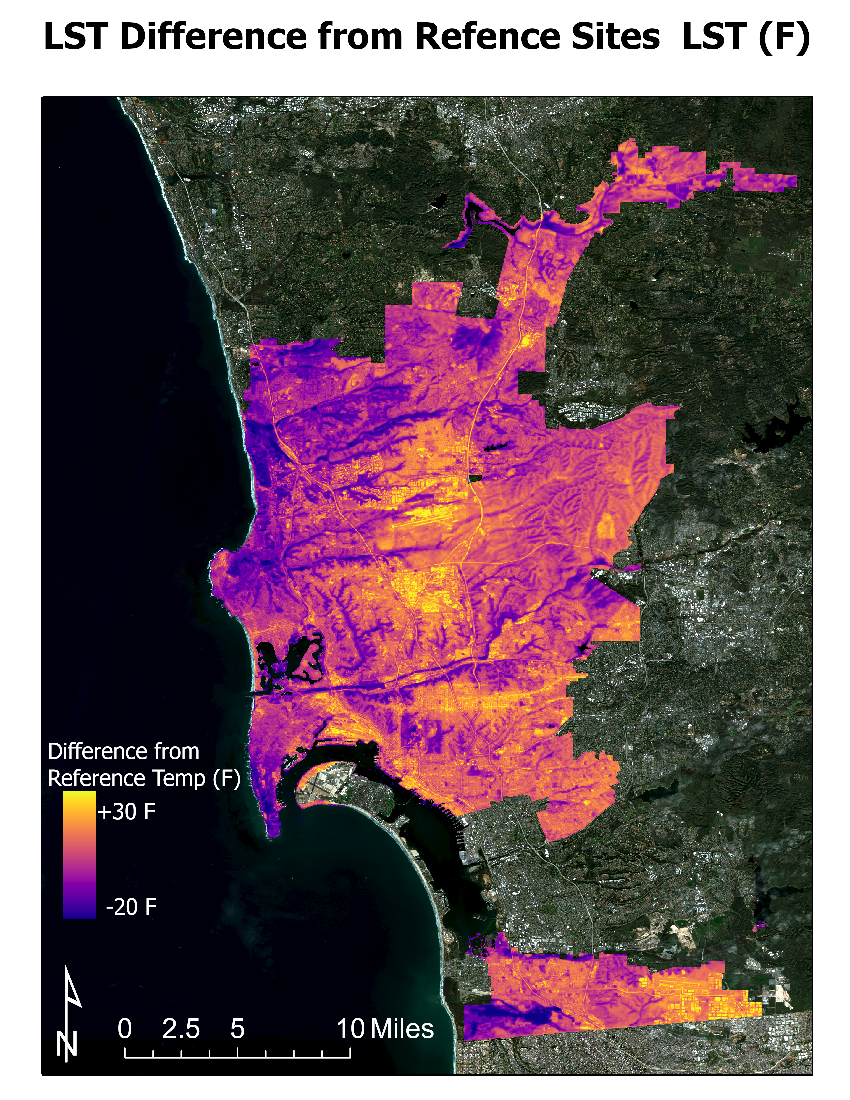 LST Difference from Refence Sites  LST (F)
Difference from
Reference Temp (F)
+30 F
-20 F
N
0 2.5 5 10 Miles